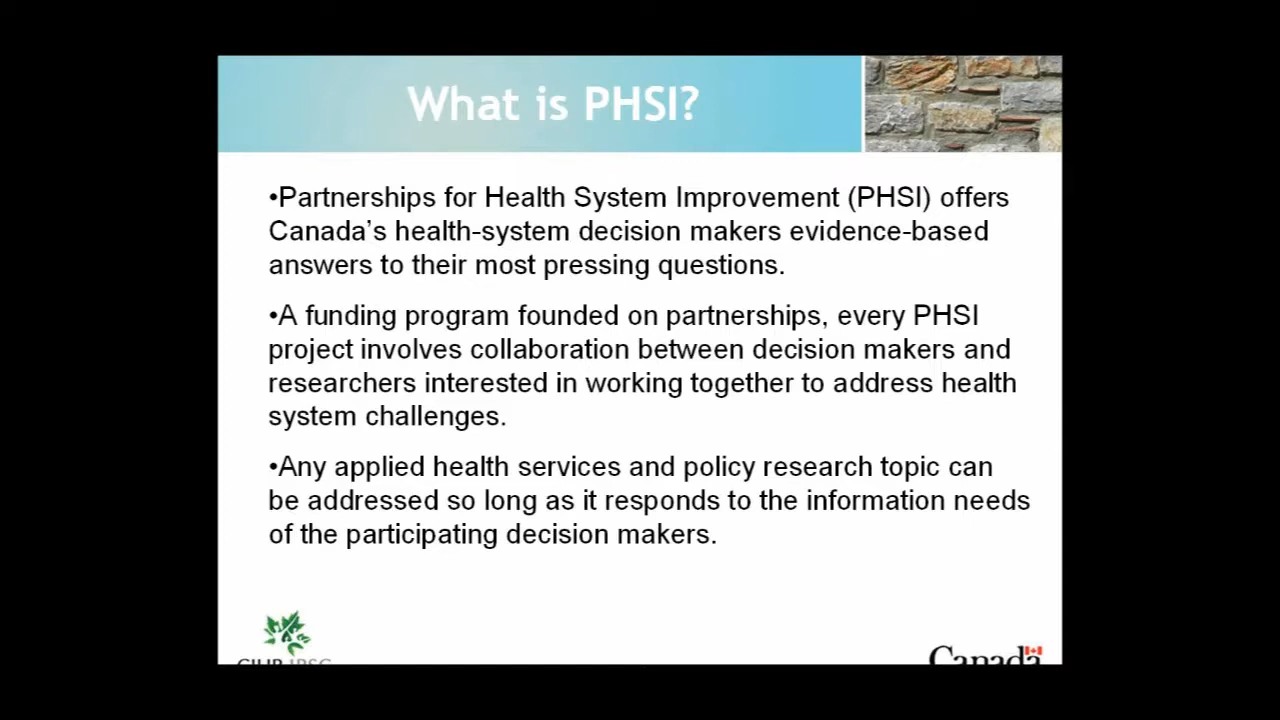 What is PHSI?
•Partnerships for Health System Improvement (PHSI) offers
Canada’s health-system decision makers evidence-based
answers to their most pressing questions.
•A funding program founded on partnerships, every PHSI
project involves collaboration between decision makers and
researchers interested in working together to address health
system challenges.
•Any applied health services and policy research topic can
be addressed so long as it responds to the information needs
of the participating decision makers.
CIHR IRSC
Canada